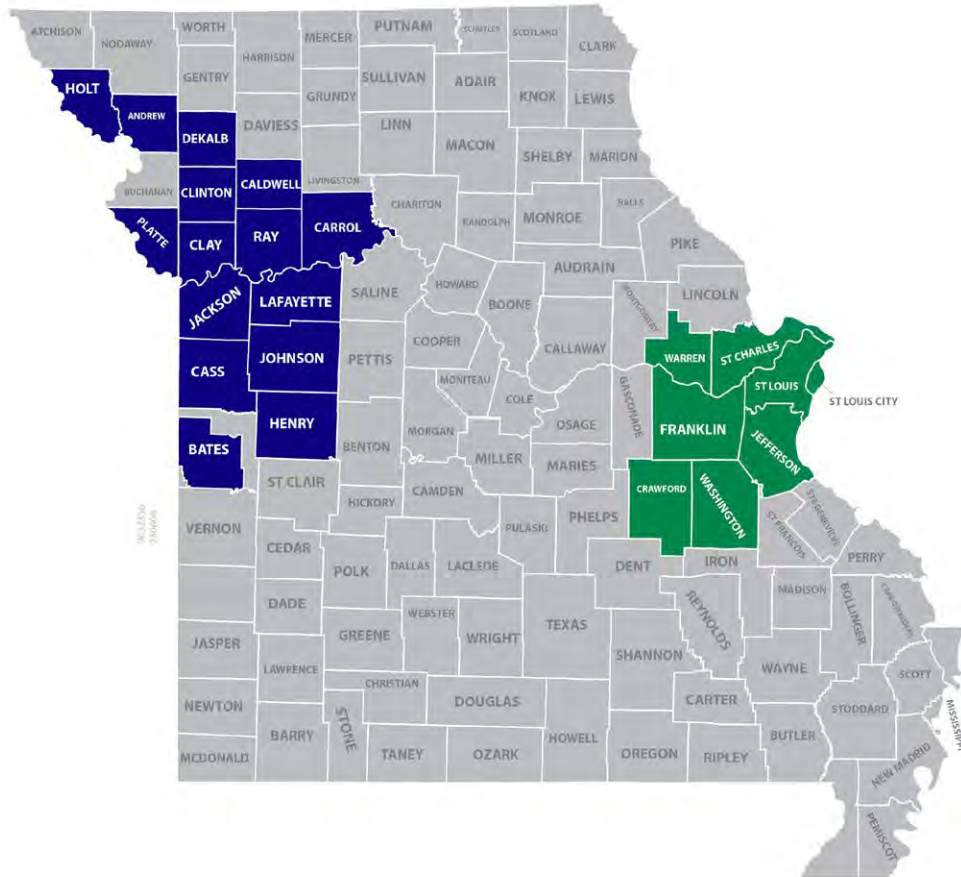 ATCHISON
NODAWAY
WORTH
HARRISON
MERCER
PUTNAM
SCHUYLER
SCOTLAND
CLARK
HOLT
GENTRY
GRUNDY
SULLIVAN
ADAIR
KNOX
LEWIS
ANDREW
DEKALB
DAVIESS
LINN
MACON
SHELBY
MARION
BUCHANAN
CLINTON
CALDWELL
LIVINGSTON
CHARITON
RANDOLPH
MONROE
RALLS
PIKE
PLATTE
CLAY
RAY
CARROL
AUDRAIN
JACKSON
LAFAYETTE
SALINE
HOWARD
BOONE
MONTGOMERY
LINCOLN
CASS
JOHNSON
PETTIS
COOPER
CALLAWAY
WARREN
ST CHARLES
MONITEAU
COLE
GASCONADE
ST LOUIS
ST LOUIS CITY
BATES
HENRY
BENTON
MORGAN
OSAGE
FRANKLIN
JEFFERSON
ST CLAIR
MILLER
MARIES
HICKORY
CAMDEN
CRAWFORD
WASHINGTON
VERNON
CEDAR
PULASKI
PHELPS
ST FRANCOIS
STE GENEVIEVE
PERRY
POLK
DALLAS
LACLEDE
DENT
IRON
DADE
WEBSTER
MADISON
BOLLINGER
CAPE GIRARDEAU
JASPER
GREENE
WRIGHT
TEXAS
REYNOLDS
SHANNON
LAWRENCE
WAYNE
SCOTT
CHRISTIAN
DOUGLAS
CARTER
NEWTON
STONE
STODDARD
MISSISSIPPI
BARRY
HOWELL
BUTLER
MCDONALD
TANEY
OZARK
OREGON
RIPLEY
NEW MADRID
PEMISCOT